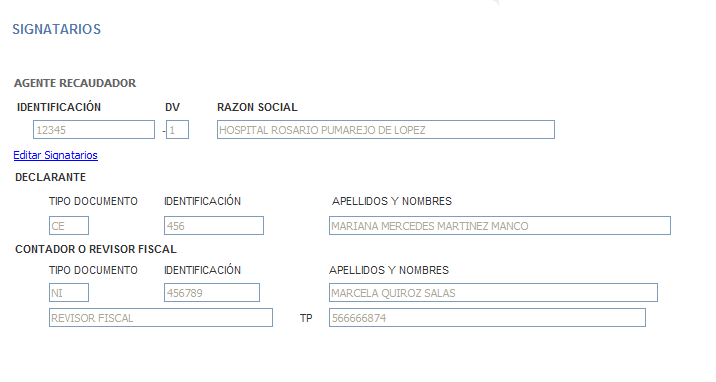 SIGNATARIOS
AGENTE RECAUDADOR
IDENTIFICACIÓN DV RAZON SOCIAL
12345 - 1 HOSPITAL ROSARIO PUMAREJO DE LOPEZ
Editar Signatarios
DECLARANTE
TIPO DOCUMENTO IDENTIFICACIÓN APELLIDOS Y NOMBRES
CE 456 MARIANA MERCEDES MARTINEZ MANCO
CONTADOR O REVISOR FISCAL
TIPO DOCUMENTO IDENTIFICACIÓN APELLIDOS Y NOMBRES
NI 456789 MARCELA QUIROZ SALAS
REVISOR FISCAL TP 566666874